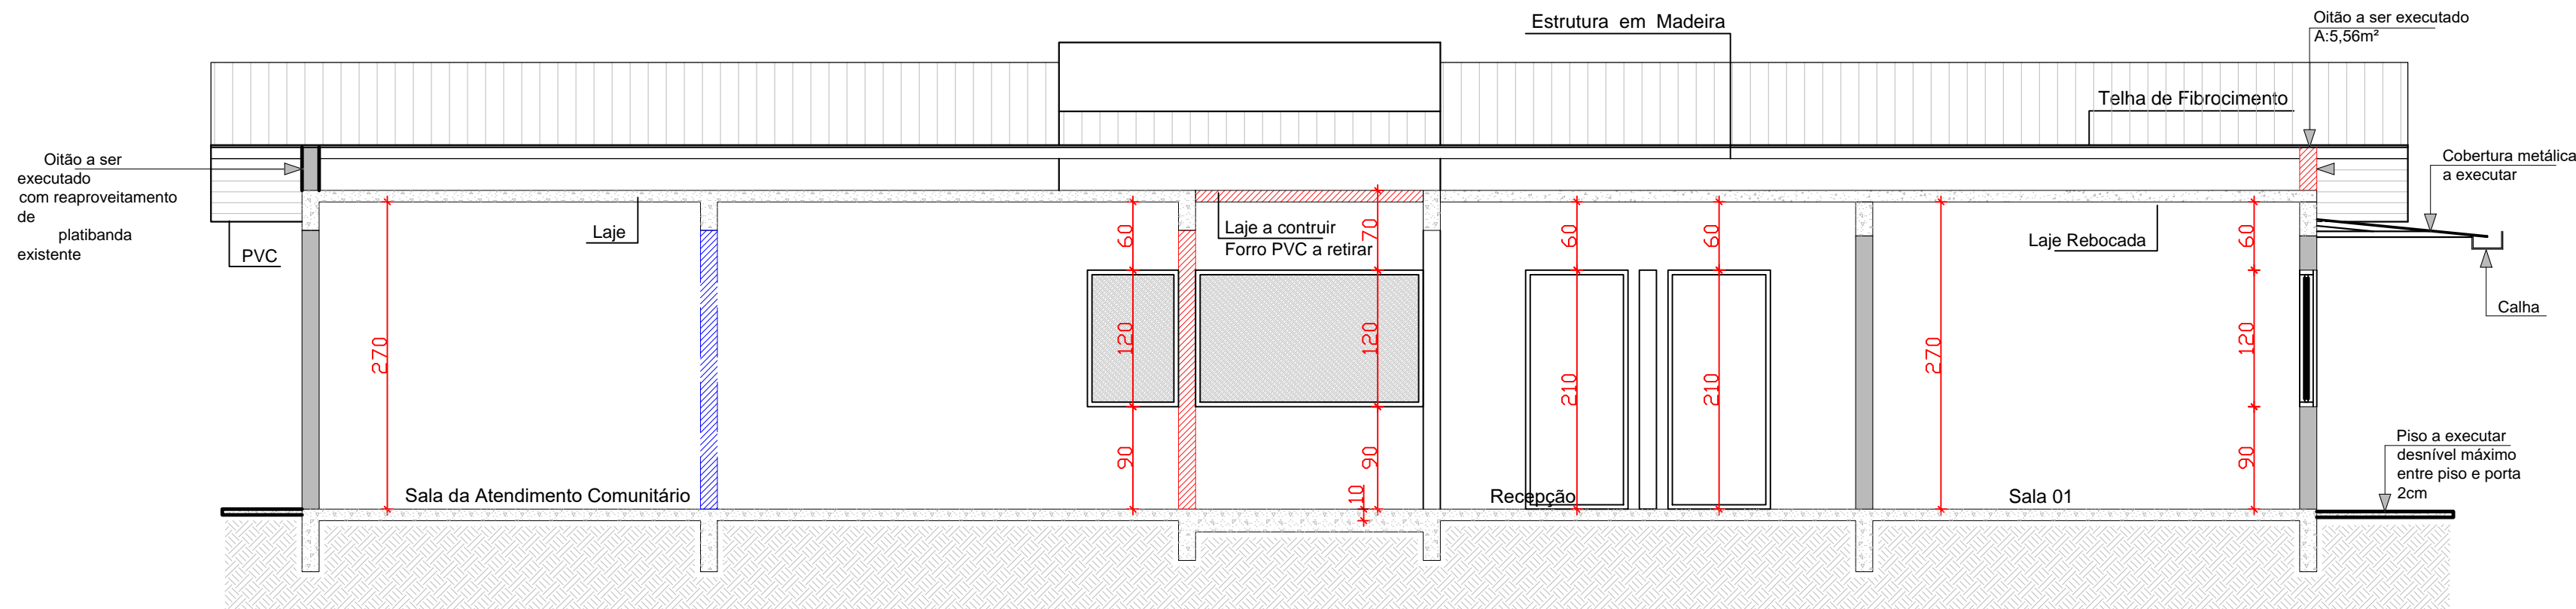 Estrutura em Madeira
Oitão a ser executado
A:5,56m²
Telha de Fibrocimento
Oitão a ser
executado
com reaproveitamento
de
platibanda
existente
Cobertura metálica
a executar
PVC
Laje
Laje a contruir
Forro PVC a retirar
Laje Rebocada
Calha
60
70
60
60
60
270
120
120
210
210
270
120
90
90
90
10
Piso a executar
desnível máximo
entre piso e porta
2cm
Sala da Atendimento Comunitário
Recepção
Sala 01